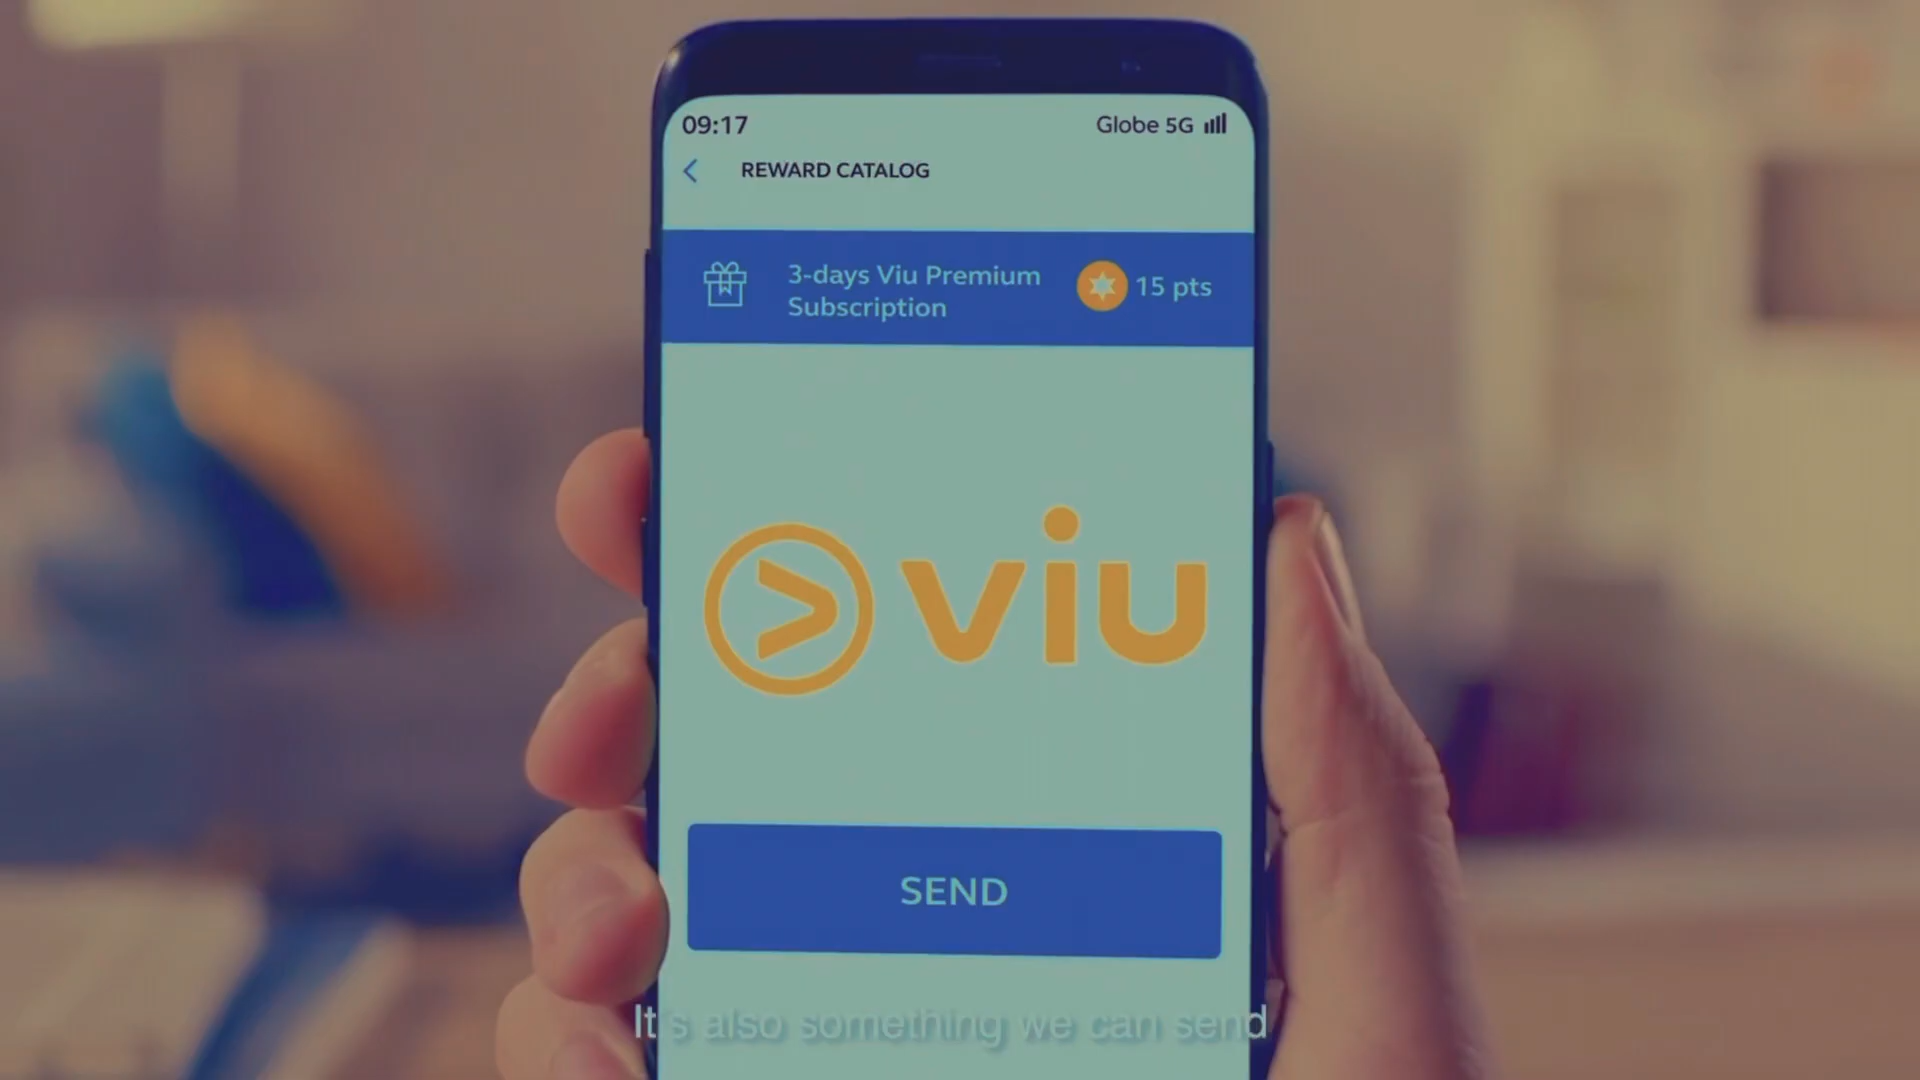 09:17
Globe 5G
REWARD CATALOG
3-days Viu Premium
Subscription
15 pts
viu
SEND
It's also something we can send